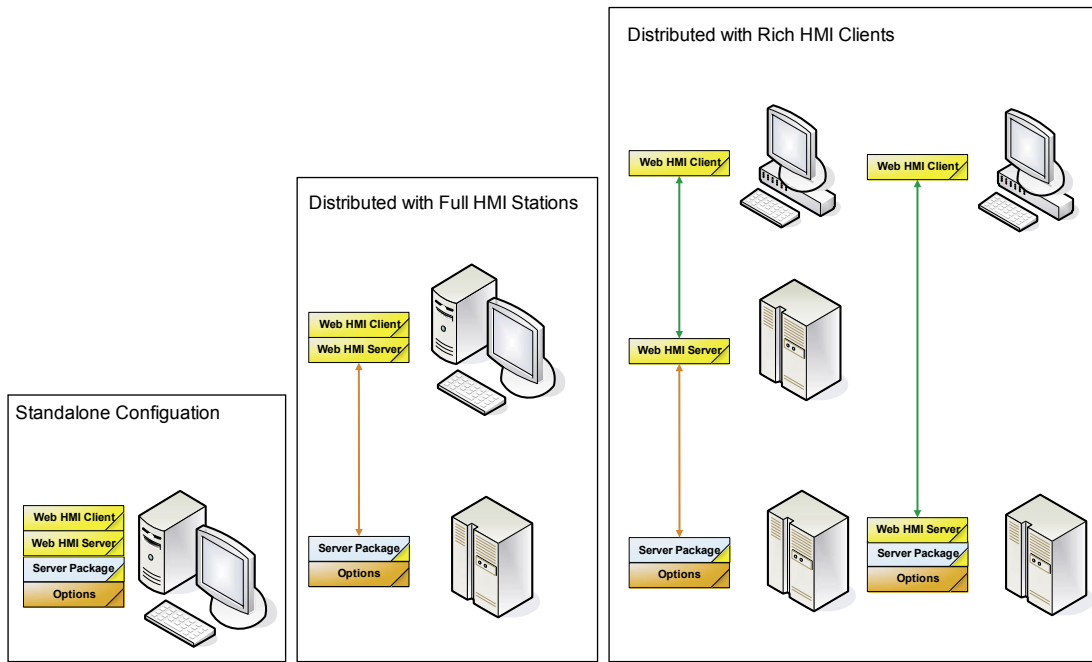 Distributed with Rich HMI Clients
Web HMI Client
Web HMI Client
Web HMI Server
Server Package
Options
Web HMI Server
Server Package
Options
Distributed with Full HMI Stations
Web HMI Client
Web HMI Server
Server Package
Options
Standalone Configuation
Web HMI Client
Web HMI Server
Server Package
Options